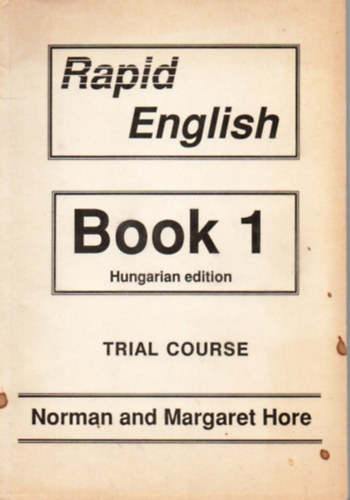 Rapid
English
Book 1
Hungarian edition
TRIAL COURSE
Norman and Margaret Hore